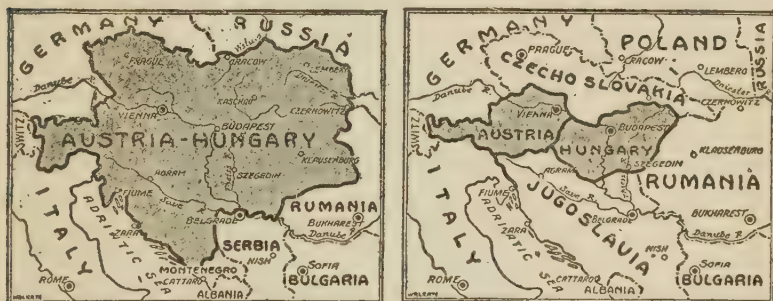 GERMANY
RUSSIA
PRAGUE
CRACOW
LEMBERG
Dniester R.
Danube R.
KASCHAU
CZERNOWITZ
VIENNA
SWITZ.
BUDAPEST
AUSTRIA-HUNGARY
KLAUSENBURG
AGRAM
SZEGEDIN
Theiss R.
FIUME
Save
ITALY
ADRIATIC SEA
ZARA
BELGRADE
RUMANIA
BUKHAREST
Danube R.
SERBIA
NISH
MONTENEGRO
SOFIA
ROME
CATTARO
BULGARIA
ALBANIA
GERMANY
POLAND
RUSSIA
PRAGUE
CRACOW
CZECHO SLOVAKIA
LEMBERG
Dniester
Danube R.
CZERNOWITZ
VIENNA
SWITZ.
BUDAPEST
AUSTRIA
HUNGARY
KLAUSENBURG
SZEGEDIN
AGRAM
RUMANIA
FIUME
Save R.
JUGOSLAVIA
ITALY
ADRIATIC SEA
ZARA
BELGRADE
BUKHAREST
Danube R.
NISH
SOFIA
ROME
CATTARO
BULGARIA
ALBANIA